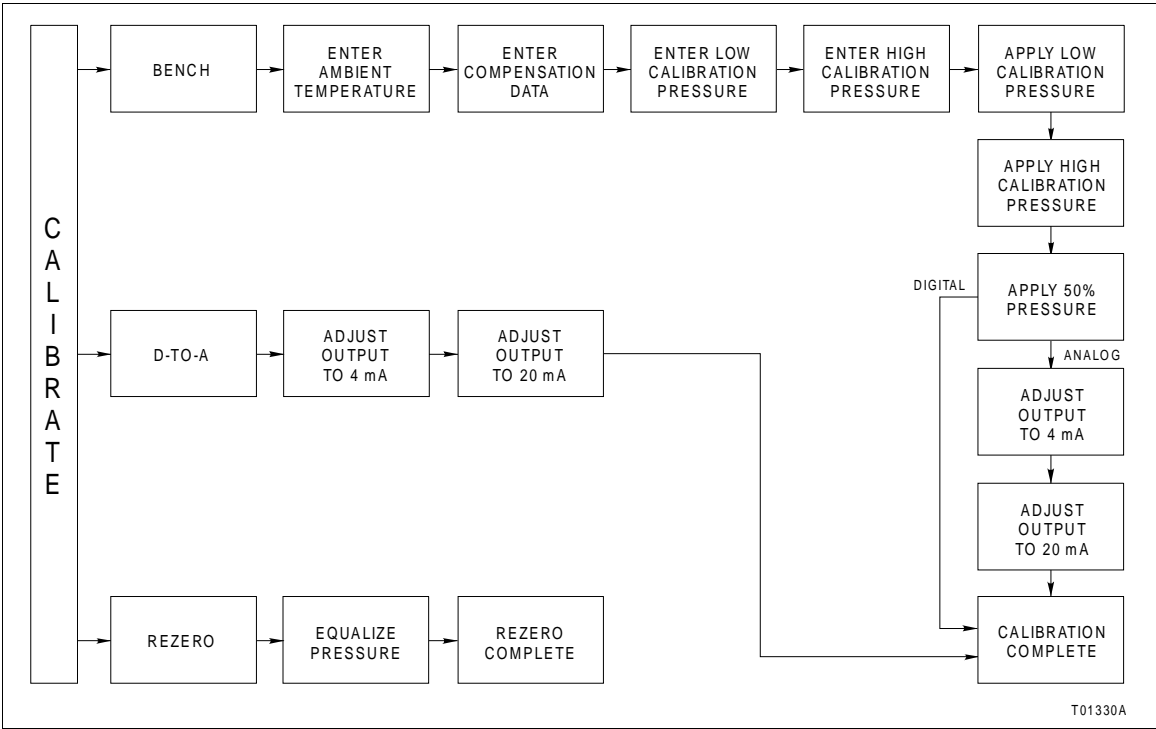 CALIBRATE
BENCH
ENTER
AMBIENT
TEMPERATURE
ENTER
COMPENSATION
DATA
ENTER LOW
CALIBRATION
PRESSURE
ENTER HIGH
CALIBRATION
PRESSURE
APPLY LOW
CALIBRATION
PRESSURE
APPLY HIGH
CALIBRATION
PRESSURE
DIGITAL
APPLY 50%
PRESSURE
ANALOG
ADJUST
OUTPUT
TO 4 mA
ADJUST
OUTPUT
TO 20 mA
CALIBRATION
COMPLETE
D-TO-A
ADJUST
OUTPUT
TO 4 mA
ADJUST
OUTPUT
TO 20 mA
REZERO
EQUALIZE
PRESSURE
REZERO
COMPLETE
T01330A